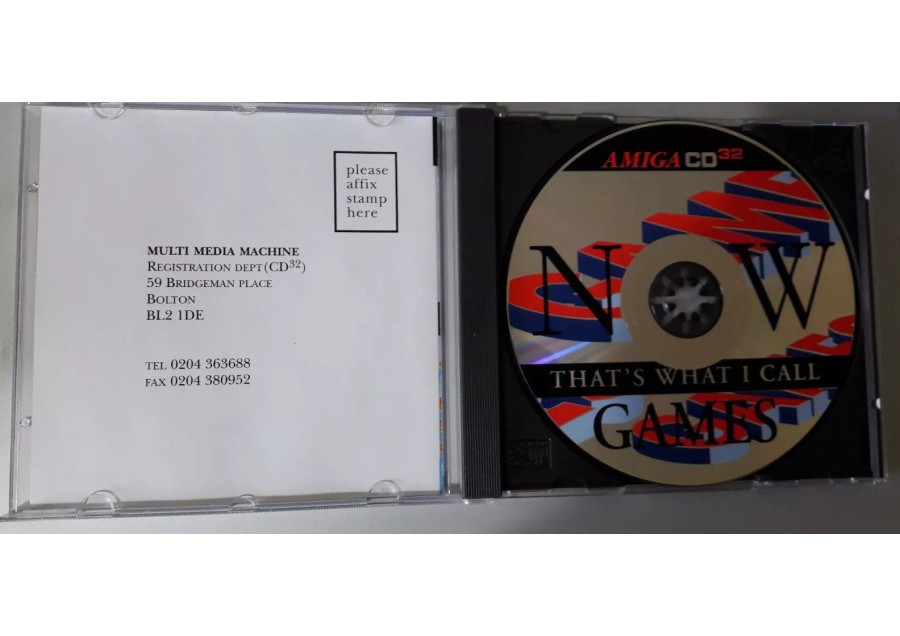 please
affix
stamp
here
MULTI MEDIA MACHINE
REGISTRATION DEPT (CD32)
59 BRIDGEMAN PLACE
BOLTON
BL2 1DE
TEL 0204 363688
FAX 0204 380952
AMIGA CD32
NOW
THAT'S WHAT I CALL
GAMES